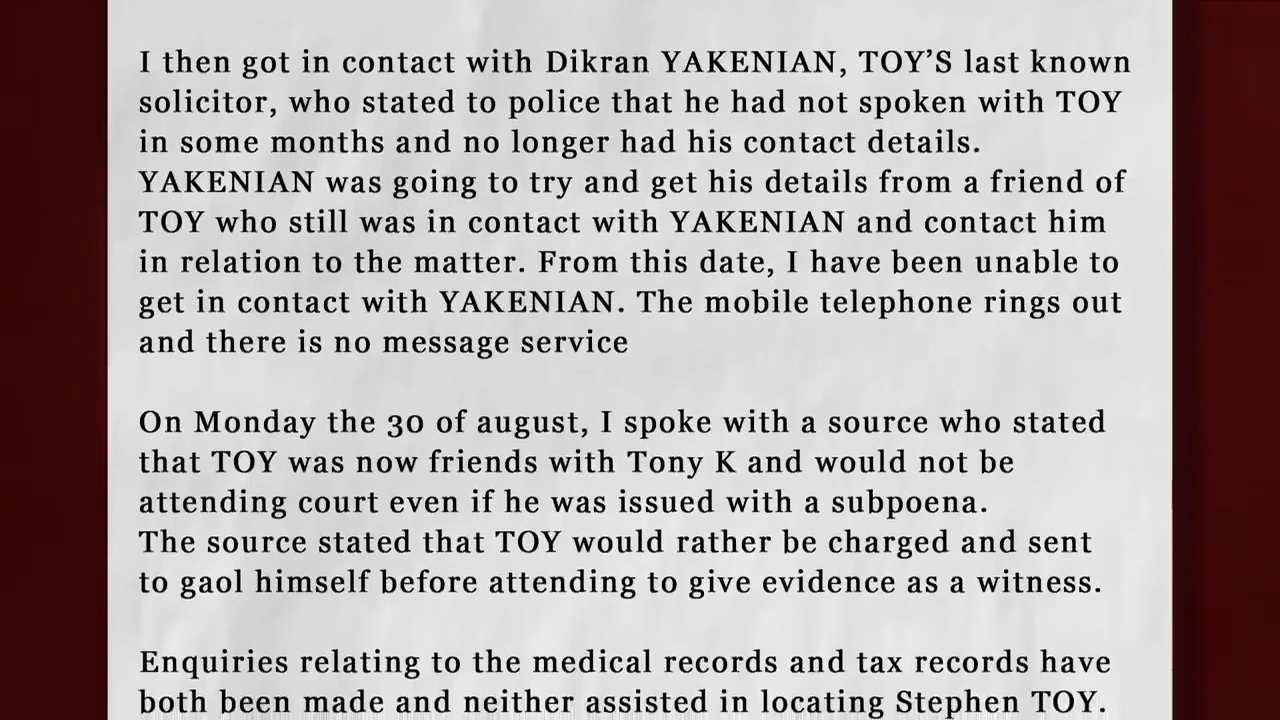 I then got in contact with Dikran YAKENIAN, TOY’S last known
solicitor, who stated to police that he had not spoken with TOY
in some months and no longer had his contact details.
YAKENIAN was going to try and get his details from a friend of
TOY who still was in contact with YAKENIAN and contact him
in relation to the matter. From this date, I have been unable to
get in contact with YAKENIAN. The mobile telephone rings out
and there is no message service
On Monday the 30 of august, I spoke with a source who stated
that TOY was now friends with Tony K and would not be
attending court even if he was issued with a subpoena.
The source stated that TOY would rather be charged and sent
to gaol himself before attending to give evidence as a witness.
Enquiries relating to the medical records and tax records have
both been made and neither assisted in locating Stephen TOY.